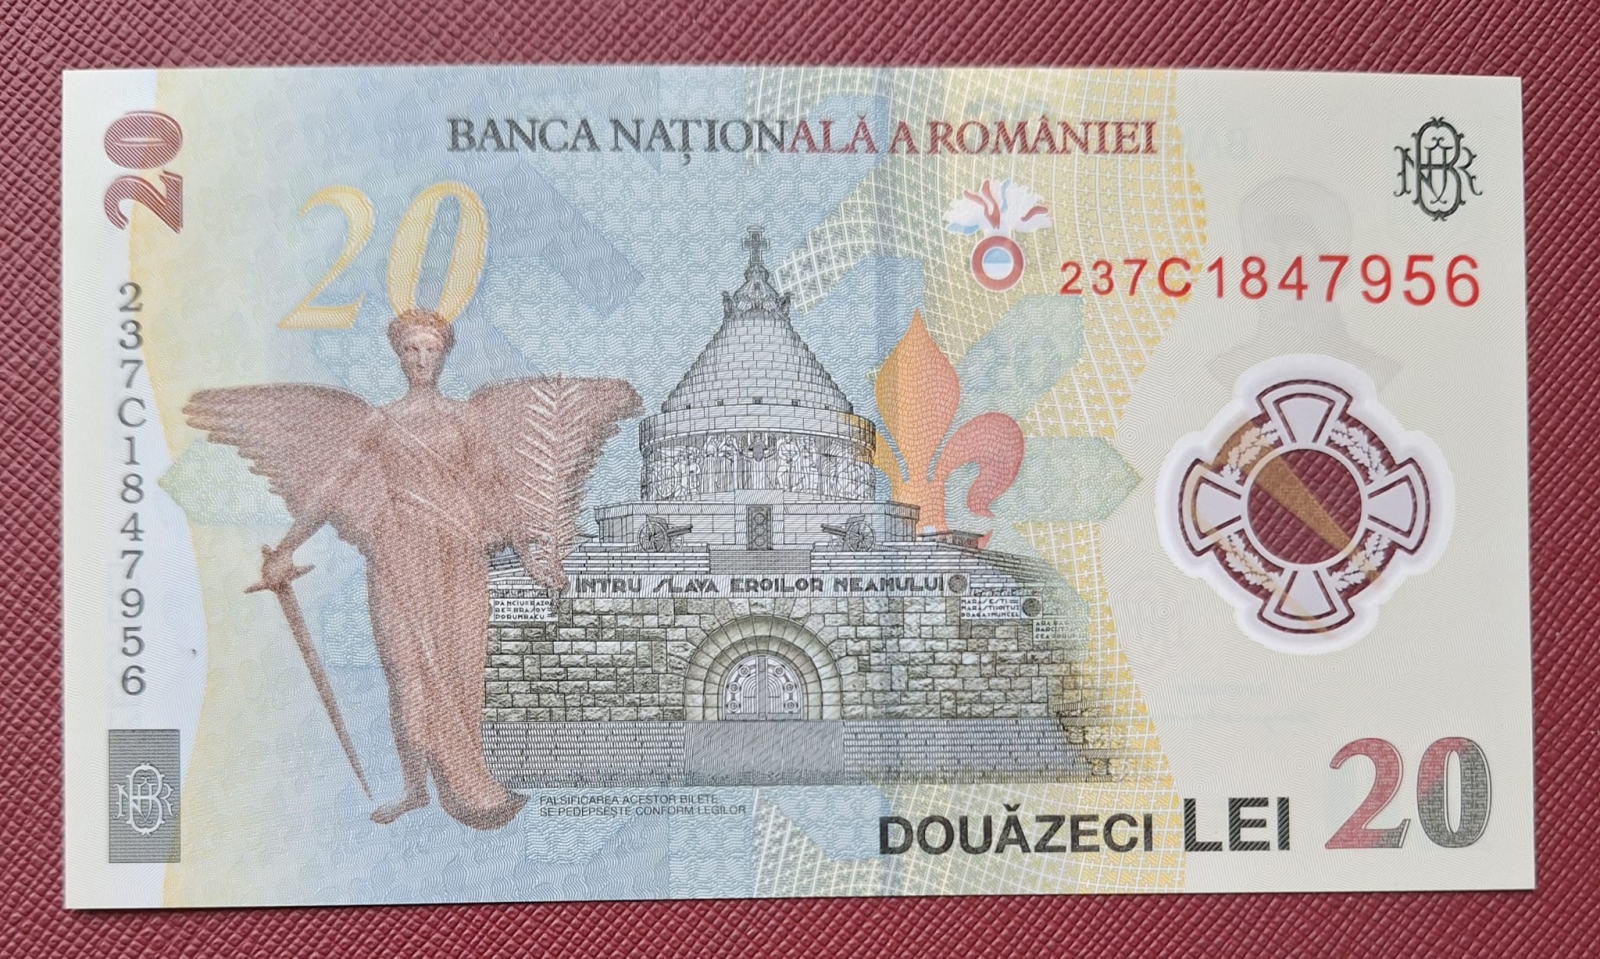 20
BANCA NAȚIONALĂ A ROMÂNIEI
20
237C1847956
237C1847956
INTRU SLAVA EROILOR NEAMULUI
FALSIFICAREA ACESTOR BILETE
SE PEDEPSEȘTE CONFORM LEGILOR
DOUĂZECI LEI 20